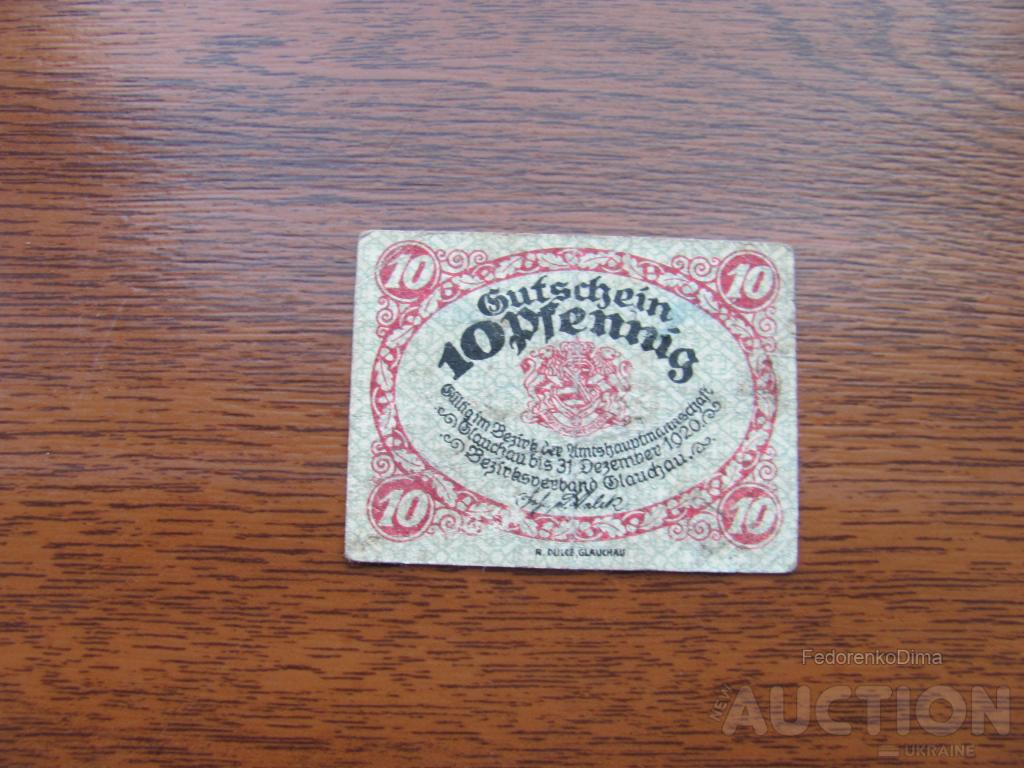 10 10
Gutschein
10 Pfennig
Gültig im Bezirk der Amtshauptmannschaft
Glauchau bis 31 Dezember 1920.
Bezirksverband Glauchau.
10 10
R. DULCE, GLAUCHAU
FedorenkoDima
NEW AUCTION
UKRAINE